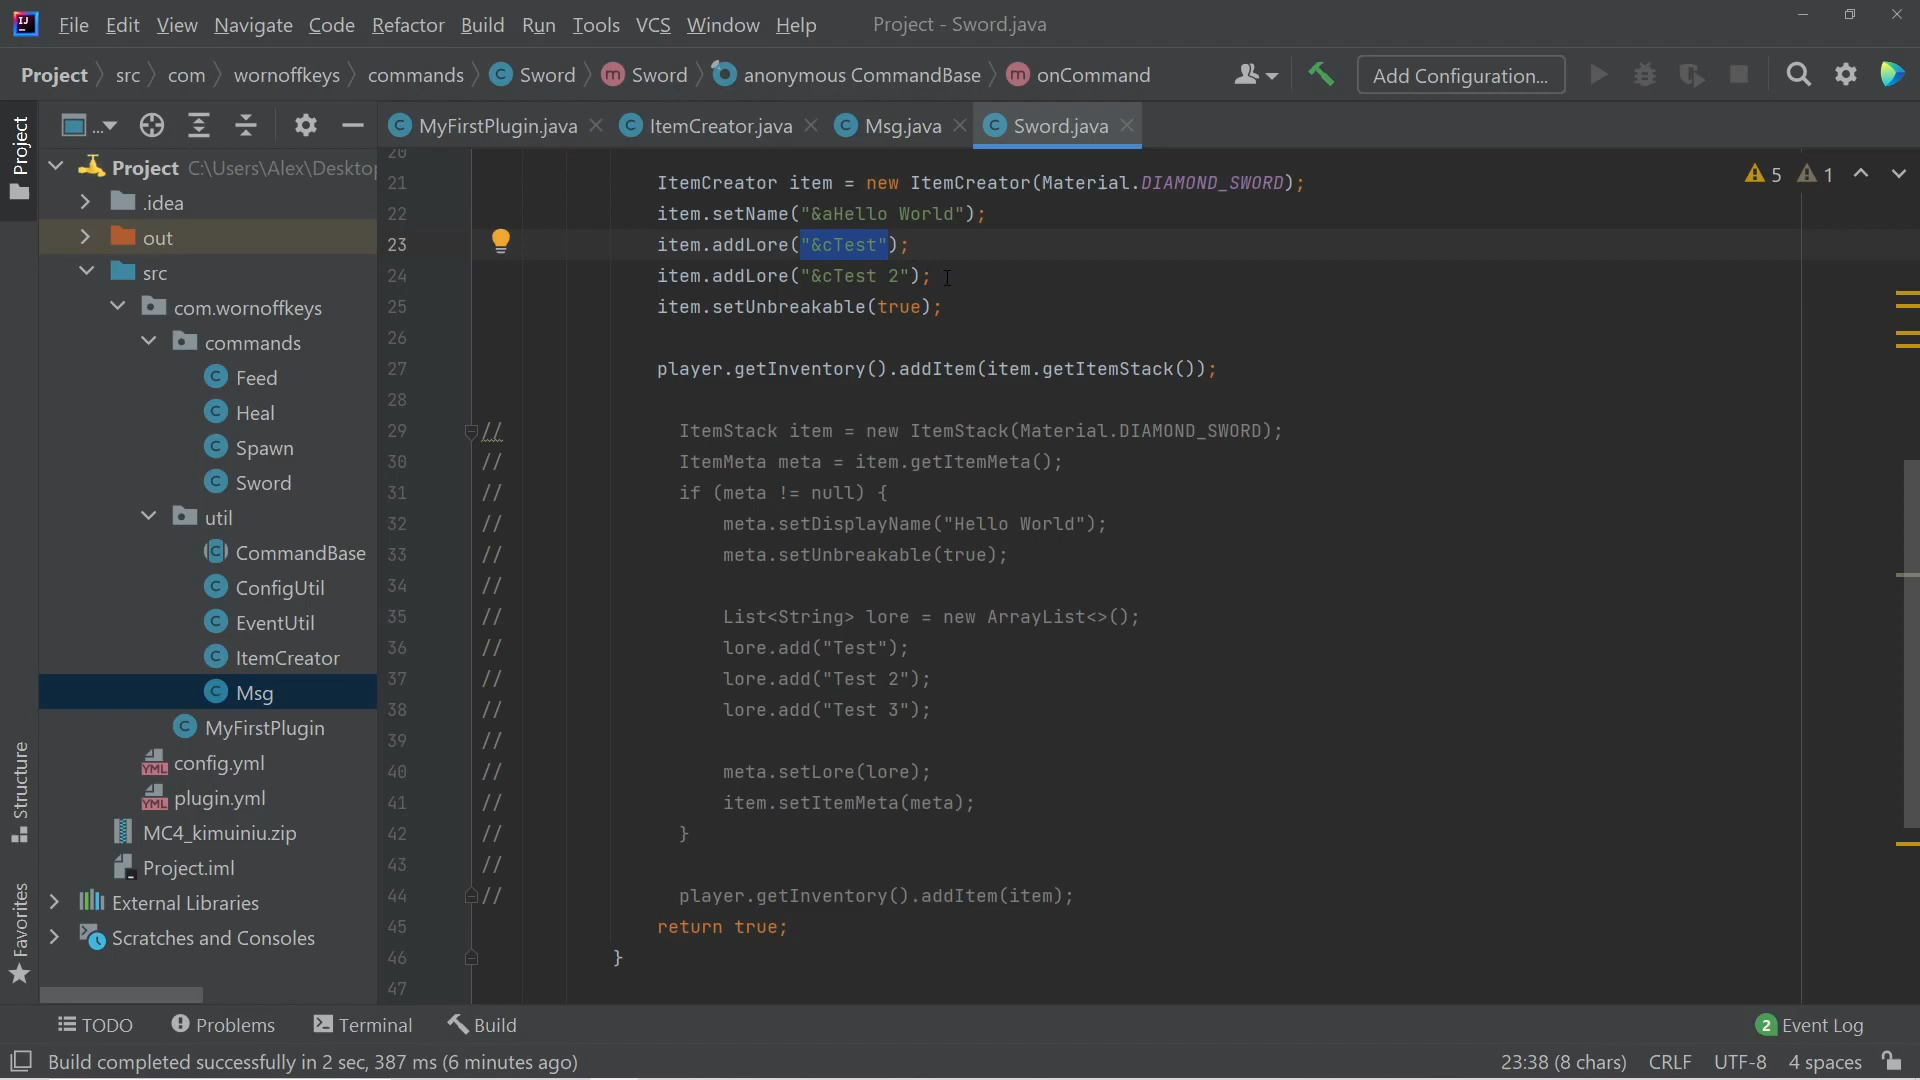 File Edit View Navigate Code Refactor Build Run Tools VCS Window Help Project - Sword.java
Project src com wornoffkeys commands Sword Sword anonymous CommandBase onCommand Add Configuration...
... MyFirstPlugin.java ItemCreator.java Msg.java Sword.java
Project
Structure
Favorites
Project C:\Users\Alex\Deskto
.idea
out
src
com.wornoffkeys
commands
Feed
Heal
Spawn
Sword
util
CommandBase
ConfigUtil
EventUtil
ItemCreator
Msg
MyFirstPlugin
config.yml
plugin.yml
MC4_kimuiniu.zip
Project.iml
External Libraries
Scratches and Consoles
5 1
20
21 ItemCreator item = new ItemCreator(Material.DIAMOND_SWORD);
22 item.setName("&aHello World");
23 item.addLore("&cTest");
24 item.addLore("&cTest 2");
25 item.setUnbreakable(true);
26
27 player.getInventory().addItem(item.getItemStack());
28
29 // ItemStack item = new ItemStack(Material.DIAMOND_SWORD);
30 // ItemMeta meta = item.getItemMeta();
31 // if (meta != null) {
32 // meta.setDisplayName("Hello World");
33 // meta.setUnbreakable(true);
34 //
35 // List<String> lore = new ArrayList<>();
36 // lore.add("Test");
37 // lore.add("Test 2");
38 // lore.add("Test 3");
39 //
40 // meta.setLore(lore);
41 // item.setItemMeta(meta);
42 // }
43 //
44 // player.getInventory().addItem(item);
45 return true;
46 }
47
TODO Problems Terminal Build 2 Event Log
Build completed successfully in 2 sec, 387 ms (6 minutes ago) 23:38 (8 chars) CRLF UTF-8 4 spaces